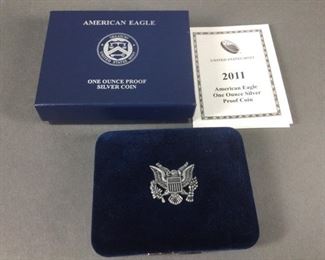 AMERICAN EAGLE
ONE OUNCE PROOF
SILVER COIN
UNITED STATES MINT
2011
American Eagle
One Ounce Silver
Proof Coin